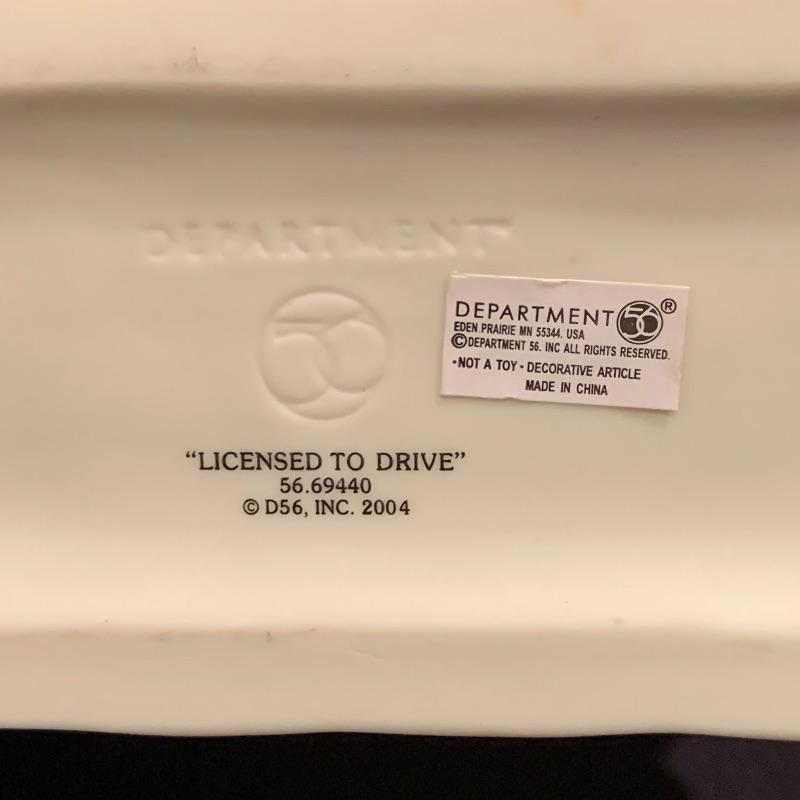 DEPARTMENT
56
DEPARTMENT 56®
EDEN PRAIRIE MN 55344. USA
©DEPARTMENT 56. INC ALL RIGHTS RESERVED.
•NOT A TOY • DECORATIVE ARTICLE
MADE IN CHINA
“LICENSED TO DRIVE”
56.69440
© D56, INC. 2004